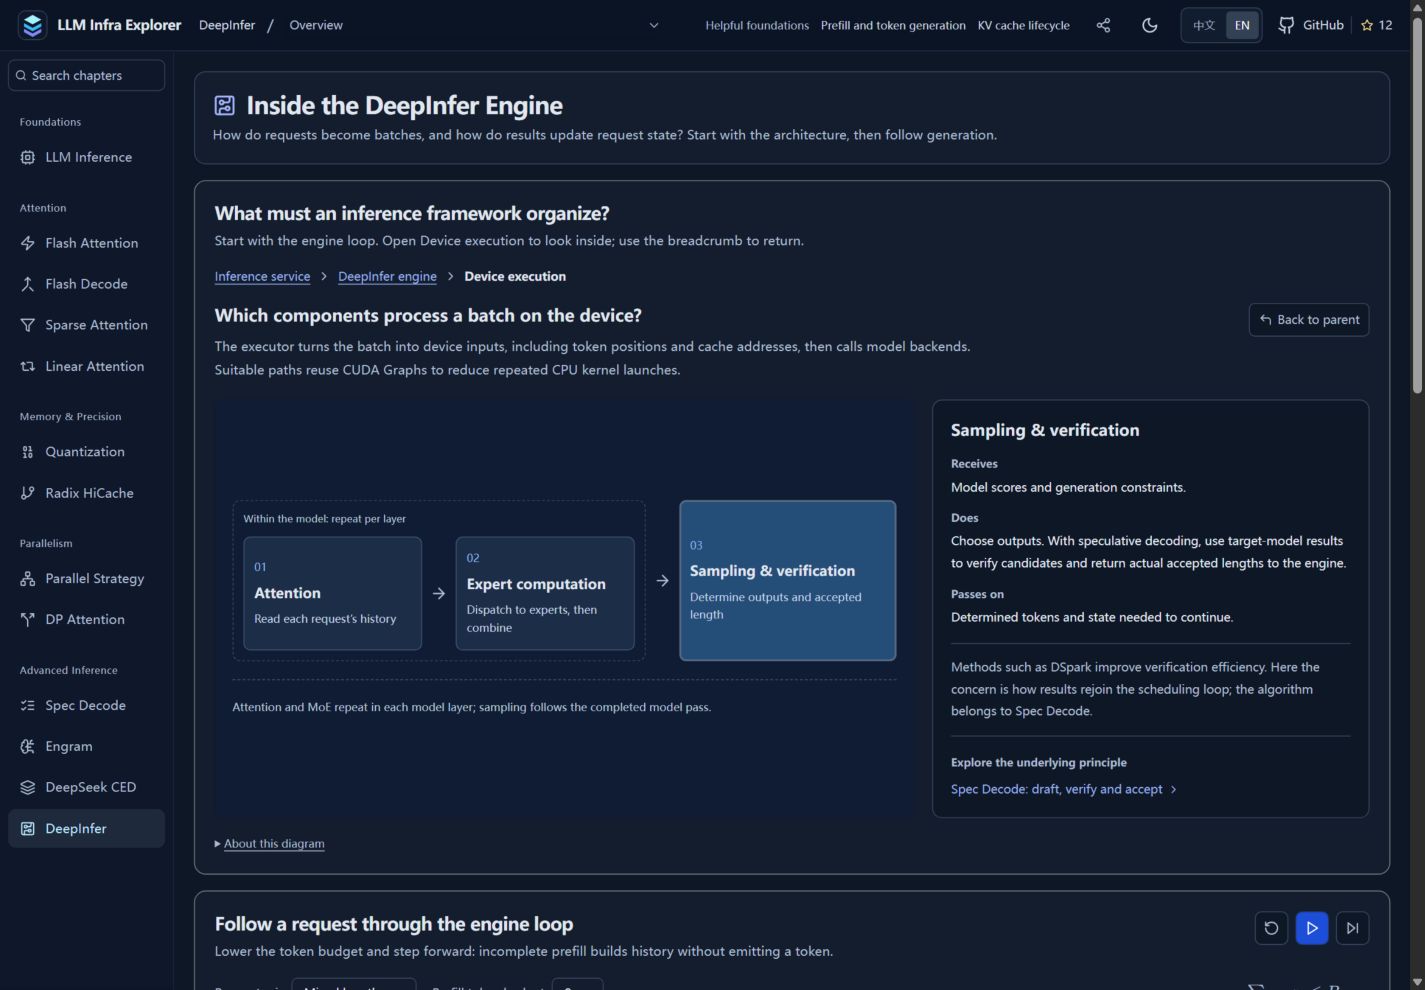 LLM Infra Explorer
DeepInfer / Overview
Helpful foundations Prefill and token generation KV cache lifecycle
中文 EN
GitHub
12
Search chapters
Foundations
LLM Inference
Attention
Flash Attention
Flash Decode
Sparse Attention
Linear Attention
Memory & Precision
Quantization
Radix HiCache
Parallelism
Parallel Strategy
DP Attention
Advanced Inference
Spec Decode
Engram
DeepSeek CED
DeepInfer
Inside the DeepInfer Engine
How do requests become batches, and how do results update request state? Start with the architecture, then follow generation.
What must an inference framework organize?
Start with the engine loop. Open Device execution to look inside; use the breadcrumb to return.
Inference service > DeepInfer engine > Device execution
Which components process a batch on the device?
Back to parent
The executor turns the batch into device inputs, including token positions and cache addresses, then calls model backends.
Suitable paths reuse CUDA Graphs to reduce repeated CPU kernel launches.
Within the model: repeat per layer
01
Attention
Read each request's history
02
Expert computation
Dispatch to experts, then
combine
03
Sampling & verification
Determine outputs and accepted
length
Attention and MoE repeat in each model layer; sampling follows the completed model pass.
Sampling & verification
Receives
Model scores and generation constraints.
Does
Choose outputs. With speculative decoding, use target-model results
to verify candidates and return actual accepted lengths to the engine.
Passes on
Determined tokens and state needed to continue.
Methods such as DSpark improve verification efficiency. Here the
concern is how results rejoin the scheduling loop; the algorithm
belongs to Spec Decode.
Explore the underlying principle
Spec Decode: draft, verify and accept >
About this diagram
Follow a request through the engine loop
Lower the token budget and step forward: incomplete prefill builds history without emitting a token.